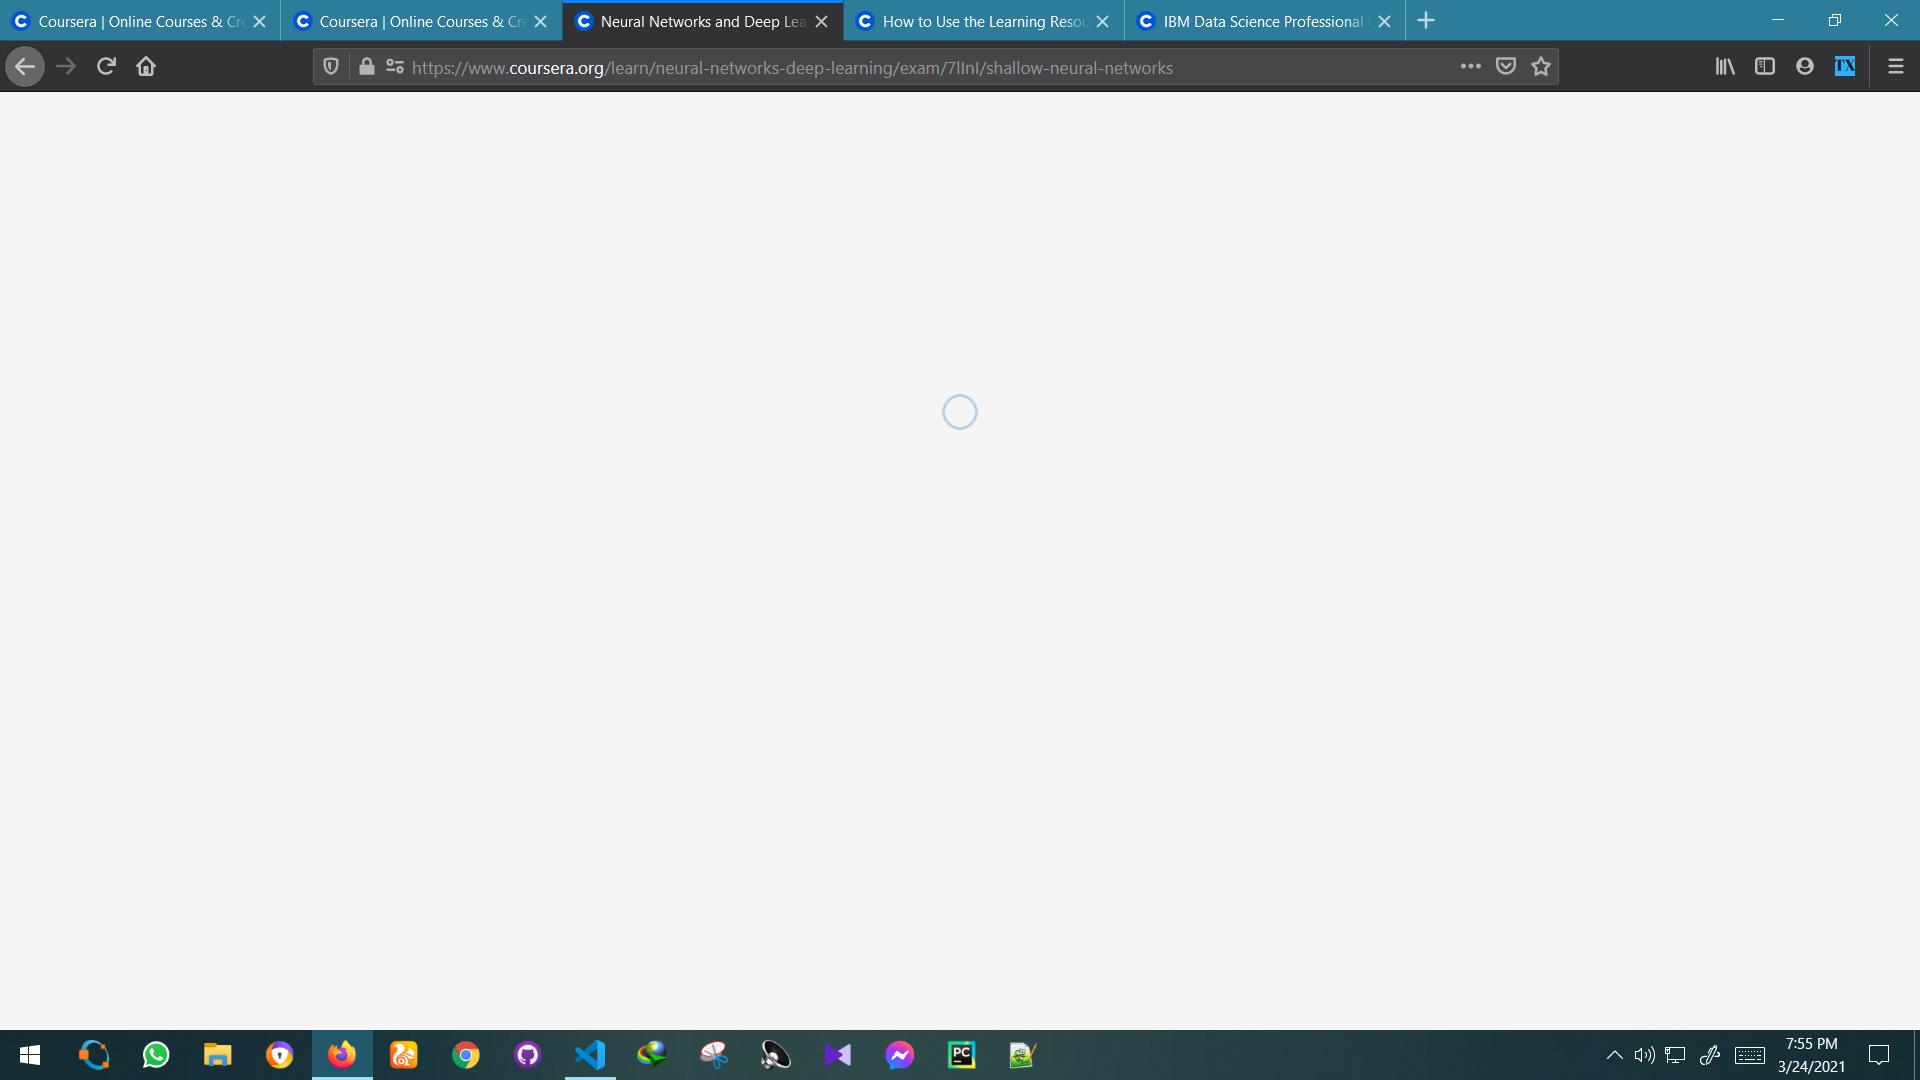 Coursera | Online Courses & Cre
Coursera | Online Courses & Cre
Neural Networks and Deep Lea
How to Use the Learning Resou
IBM Data Science Professional
https://www.coursera.org/learn/neural-networks-deep-learning/exam/7lInI/shallow-neural-networks
TX
PC
7:55 PM
3/24/2021